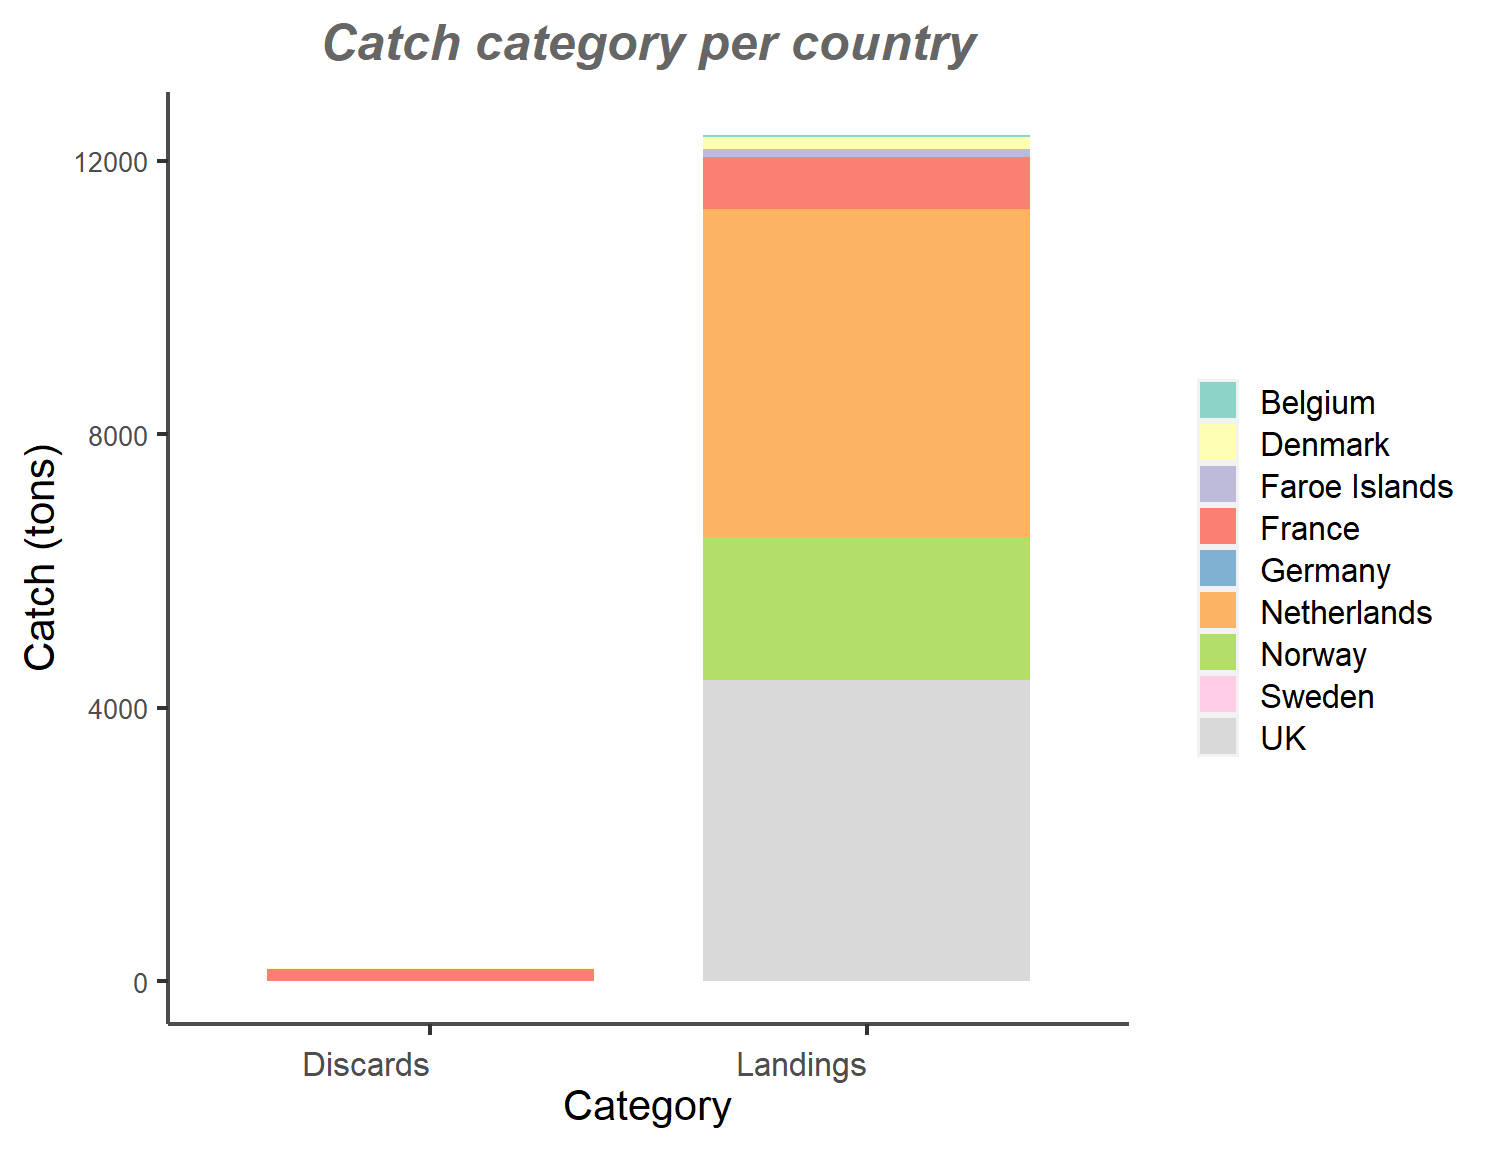 Catch category per country
Catch (tons)
12000
8000
4000
0
Discards
Landings
Category
Belgium
Denmark
Faroe Islands
France
Germany
Netherlands
Norway
Sweden
UK